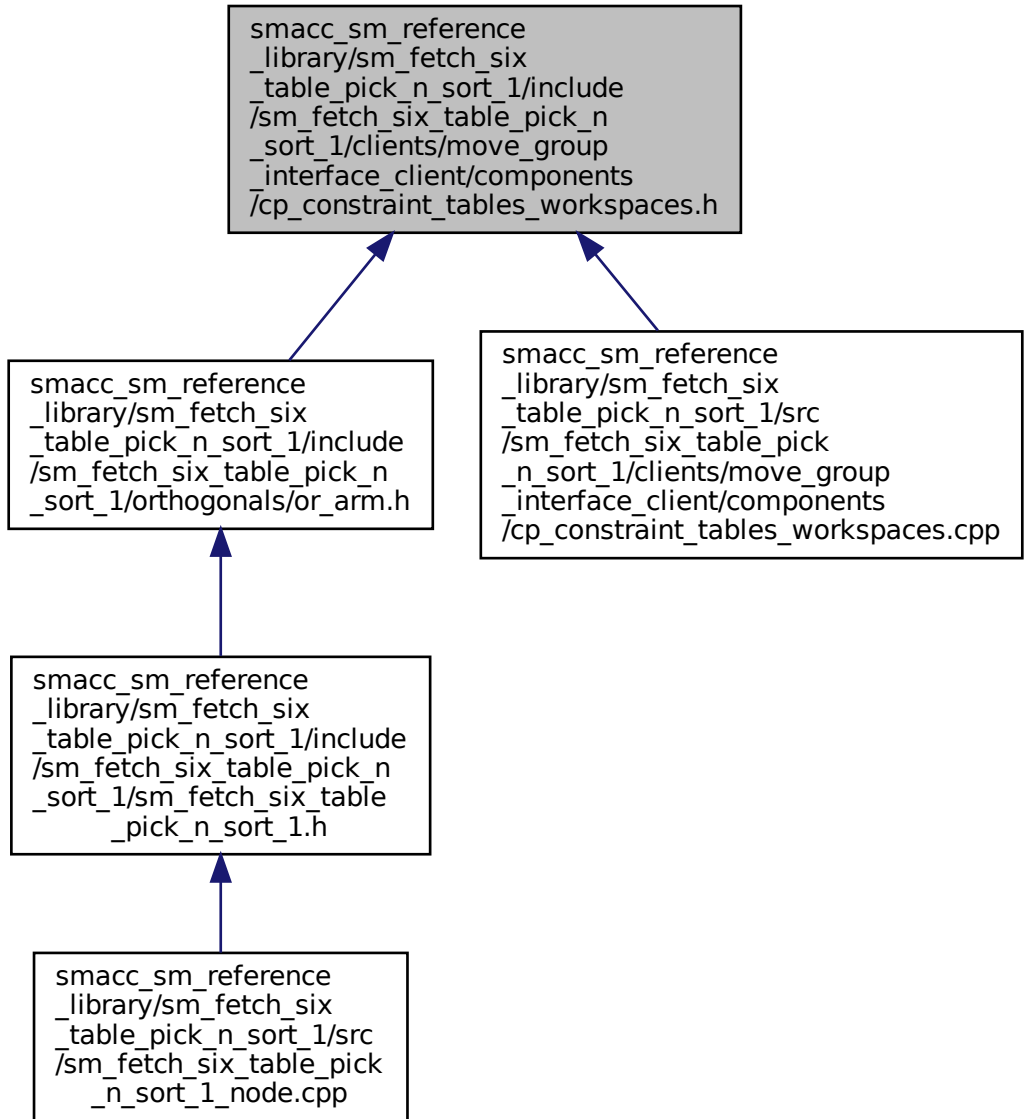 smacc_sm_reference
_library/sm_fetch_six
_table_pick_n_sort_1/include
/sm_fetch_six_table_pick_n
_sort_1/clients/move_group
_interface_client/components
/cp_constraint_tables_workspaces.h
smacc_sm_reference
_library/sm_fetch_six
_table_pick_n_sort_1/include
/sm_fetch_six_table_pick_n
_sort_1/orthogonals/or_arm.h
smacc_sm_reference
_library/sm_fetch_six
_table_pick_n_sort_1/src
/sm_fetch_six_table_pick
_n_sort_1/clients/move_group
_interface_client/components
/cp_constraint_tables_workspaces.cpp
smacc_sm_reference
_library/sm_fetch_six
_table_pick_n_sort_1/include
/sm_fetch_six_table_pick_n
_sort_1/sm_fetch_six_table
_pick_n_sort_1.h
smacc_sm_reference
_library/sm_fetch_six
_table_pick_n_sort_1/src
/sm_fetch_six_table_pick
_n_sort_1_node.cpp